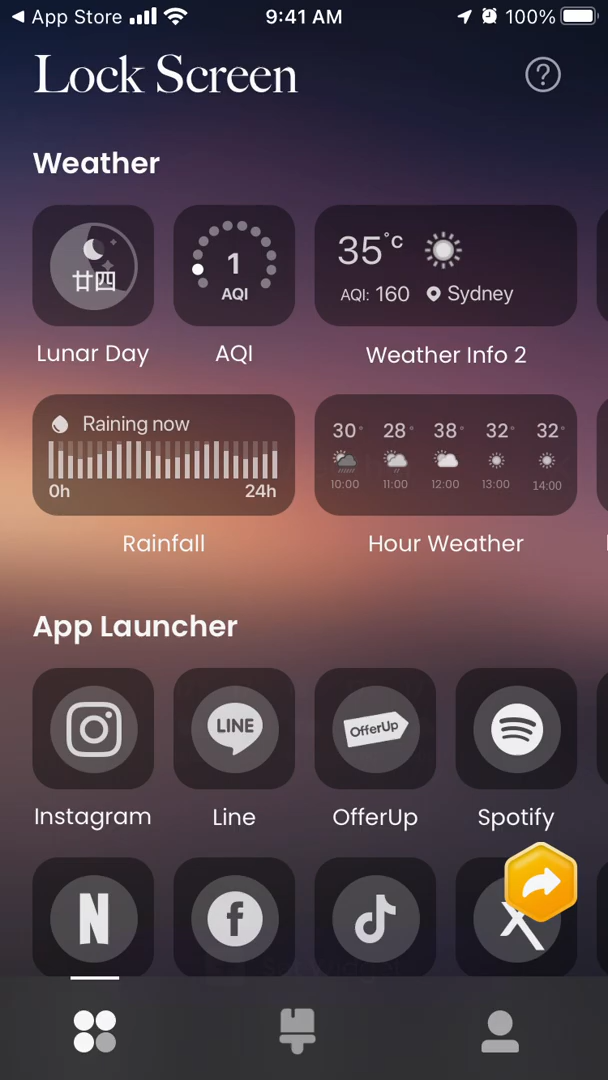 App Store
9:41 AM
100%
Lock Screen
?
Weather
廿四
1
AQI
35°C
AQI: 160 Sydney
Lunar Day
AQI
Weather Info 2
Raining now
0h 24h
30° 28° 38° 32° 32°
10:00 11:00 12:00 13:00 14:00
Rainfall
Hour Weather
App Launcher
LINE
OfferUp
Instagram
Line
OfferUp
Spotify
N
f
X